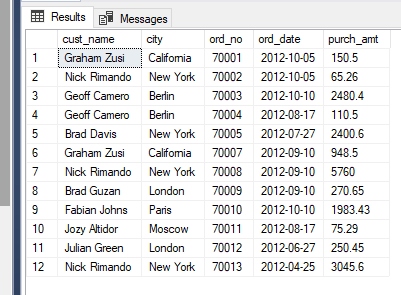 Results Messages
cust_name city ord_no ord_date purch_amt
1 Graham Zusi California 70001 2012-10-05 150.5
2 Nick Rimando New York 70002 2012-10-05 65.26
3 Geoff Camero Berlin 70003 2012-10-10 2480.4
4 Geoff Camero Berlin 70004 2012-08-17 110.5
5 Brad Davis New York 70005 2012-07-27 2400.6
6 Graham Zusi California 70007 2012-09-10 948.5
7 Nick Rimando New York 70008 2012-09-10 5760
8 Brad Guzan London 70009 2012-09-10 270.65
9 Fabian Johns Paris 70010 2012-10-10 1983.43
10 Jozy Altidor Moscow 70011 2012-08-17 75.29
11 Julian Green London 70012 2012-06-27 250.45
12 Nick Rimando New York 70013 2012-04-25 3045.6